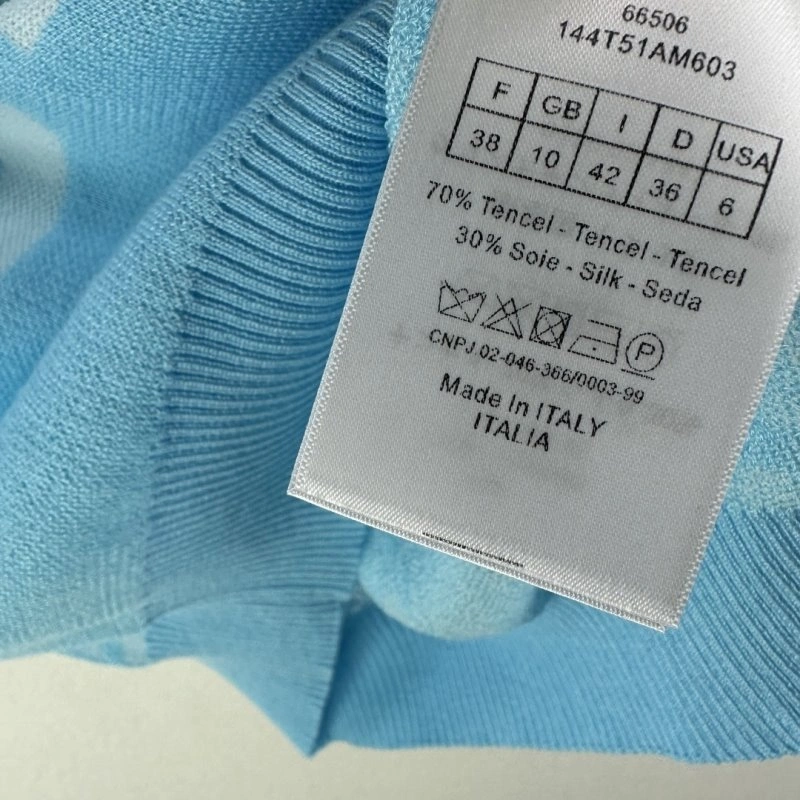 66506
144T51AM603
F GB I D USA
38 10 42 36 6
70% Tencel - Tencel - Tencel
30% Soie - Silk - Seda
P
CNPJ 02-046-366/0003-99
Made In ITALY
ITALIA